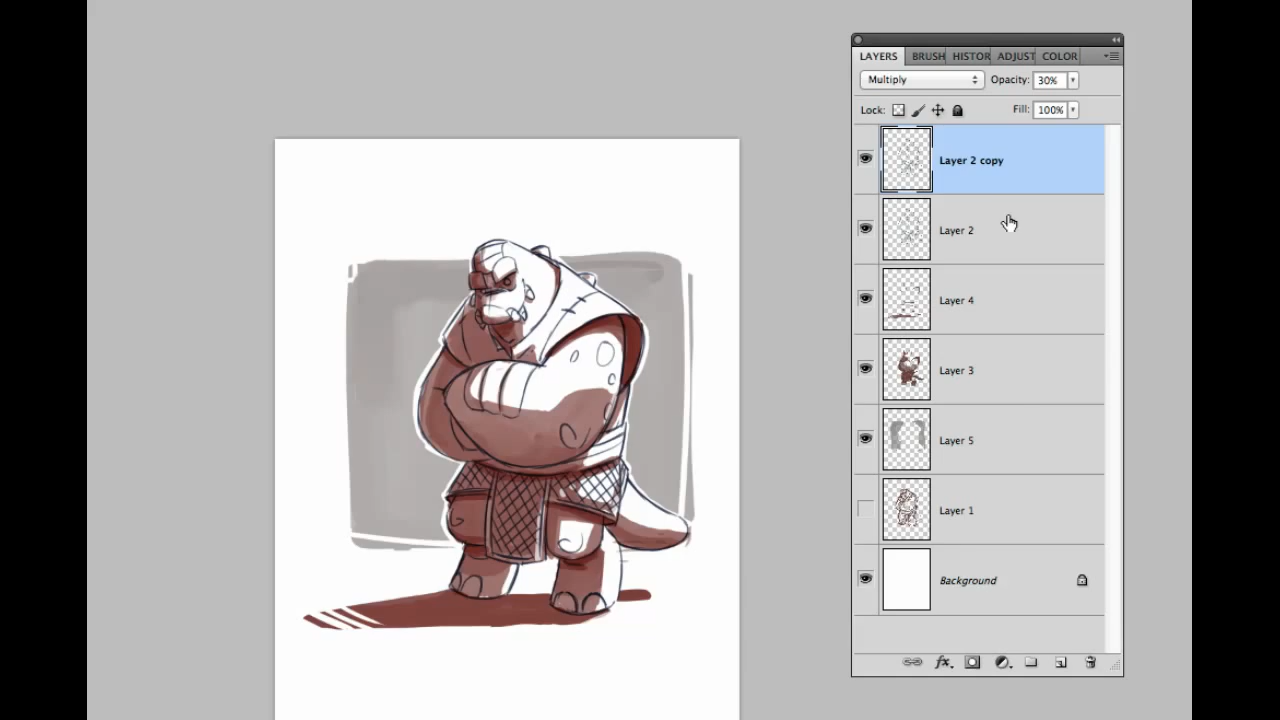 LAYERS BRUSH HISTOR ADJUST COLOR
Multiply Opacity: 30%
Lock: Fill: 100%
Layer 2 copy
Layer 2
Layer 4
Layer 3
Layer 5
Layer 1
Background
fx